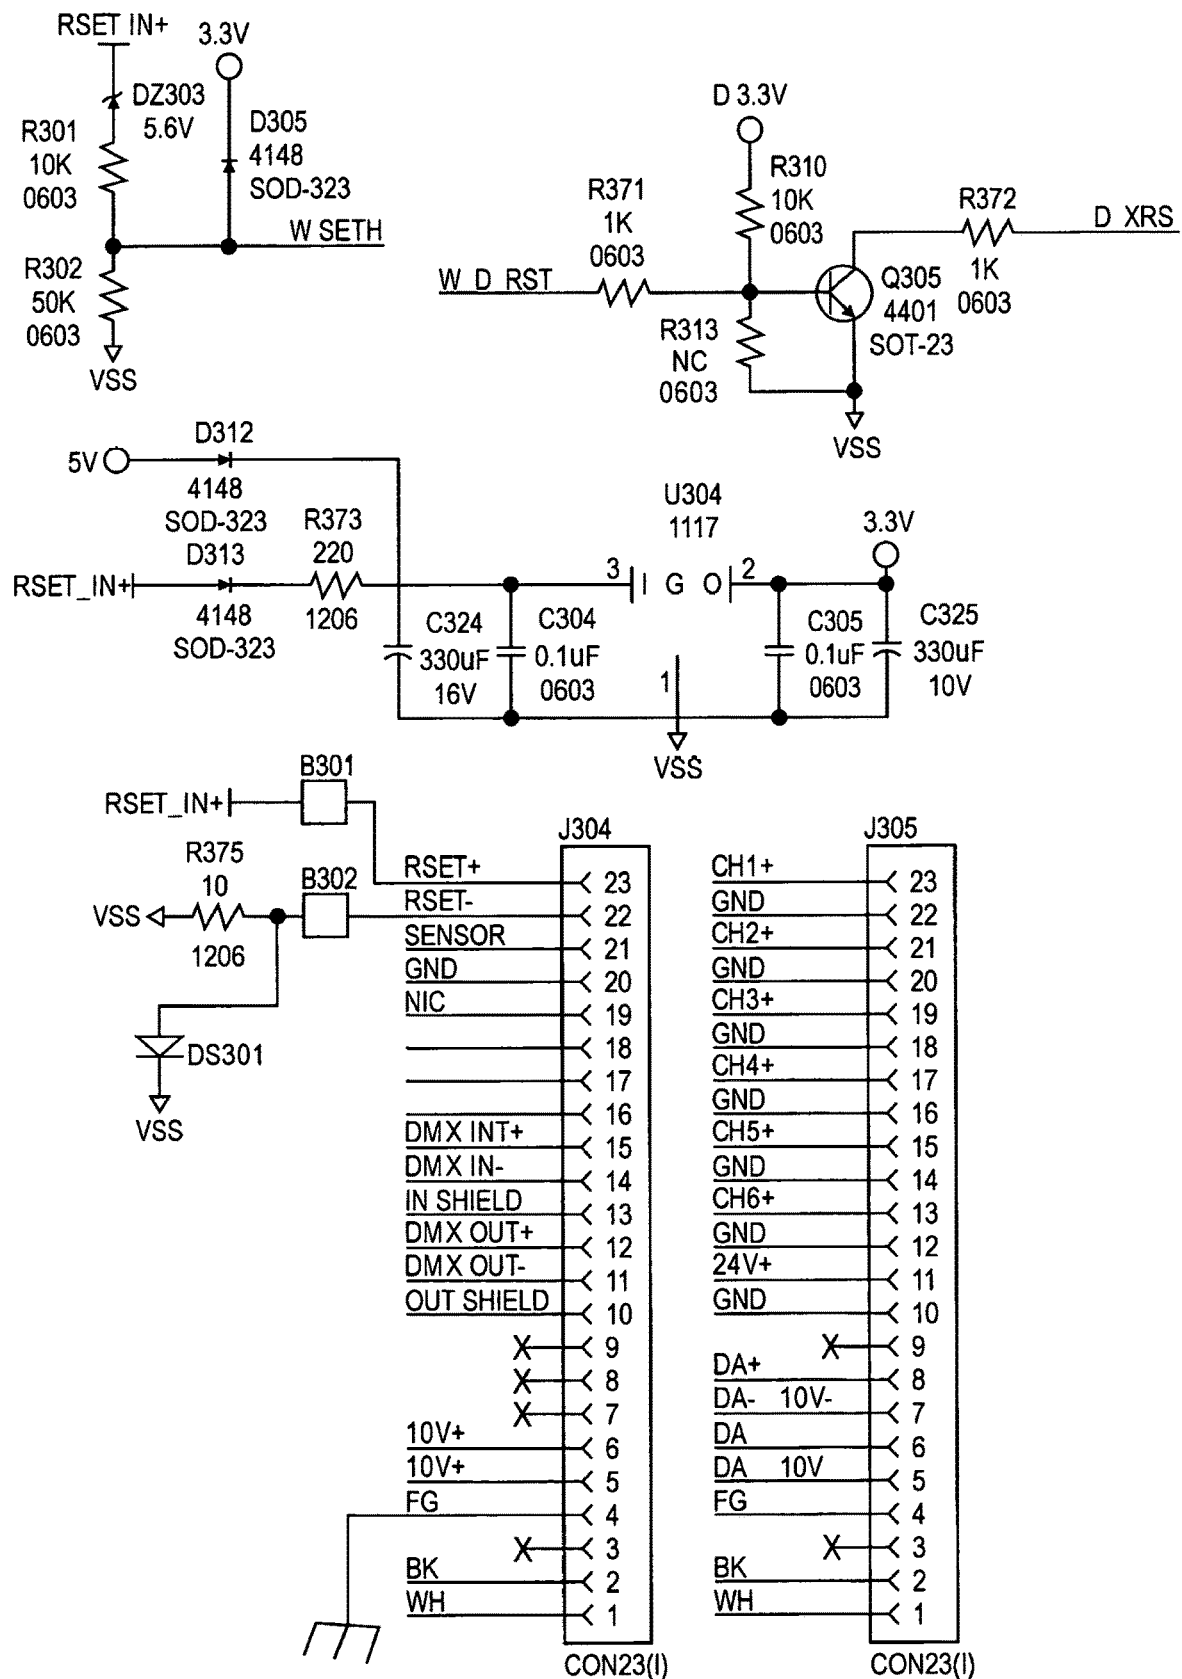 RSET IN+
3.3V
DZ303
5.6V
R301
10K
0603
D305
4148
SOD-323
W SETH
R302
50K
0603
VSS
D 3.3V
R310
10K
0603
R371
1K
0603
W D RST
R372
1K
0603
D XRS
Q305
4401
SOT-23
R313
NC
0603
VSS
5V
D312
4148
SOD-323
RSET_IN+
D313
4148
SOD-323
R373
220
1206
C324
330uF
16V
C304
0.1uF
0603
U304
1117
3
I G O
2
1
VSS
3.3V
C305
0.1uF
0603
C325
330uF
10V
RSET_IN+
B301
R375
10
1206
VSS
B302
DS301
VSS
J304
RSET+ 23
RSET- 22
SENSOR 21
GND 20
NIC 19
18
17
16
DMX INT+ 15
DMX IN- 14
IN SHIELD 13
DMX OUT+ 12
DMX OUT- 11
OUT SHIELD 10
X 9
X 8
X 7
10V+ 6
10V+ 5
FG 4
X 3
BK 2
WH 1
CON23(I)
J305
CH1+ 23
GND 22
CH2+ 21
GND 20
CH3+ 19
GND 18
CH4+ 17
GND 16
CH5+ 15
GND 14
CH6+ 13
GND 12
24V+ 11
GND 10
X 9
DA+ 8
DA- 10V- 7
DA 6
DA 10V 5
FG 4
X 3
BK 2
WH 1
CON23(I)